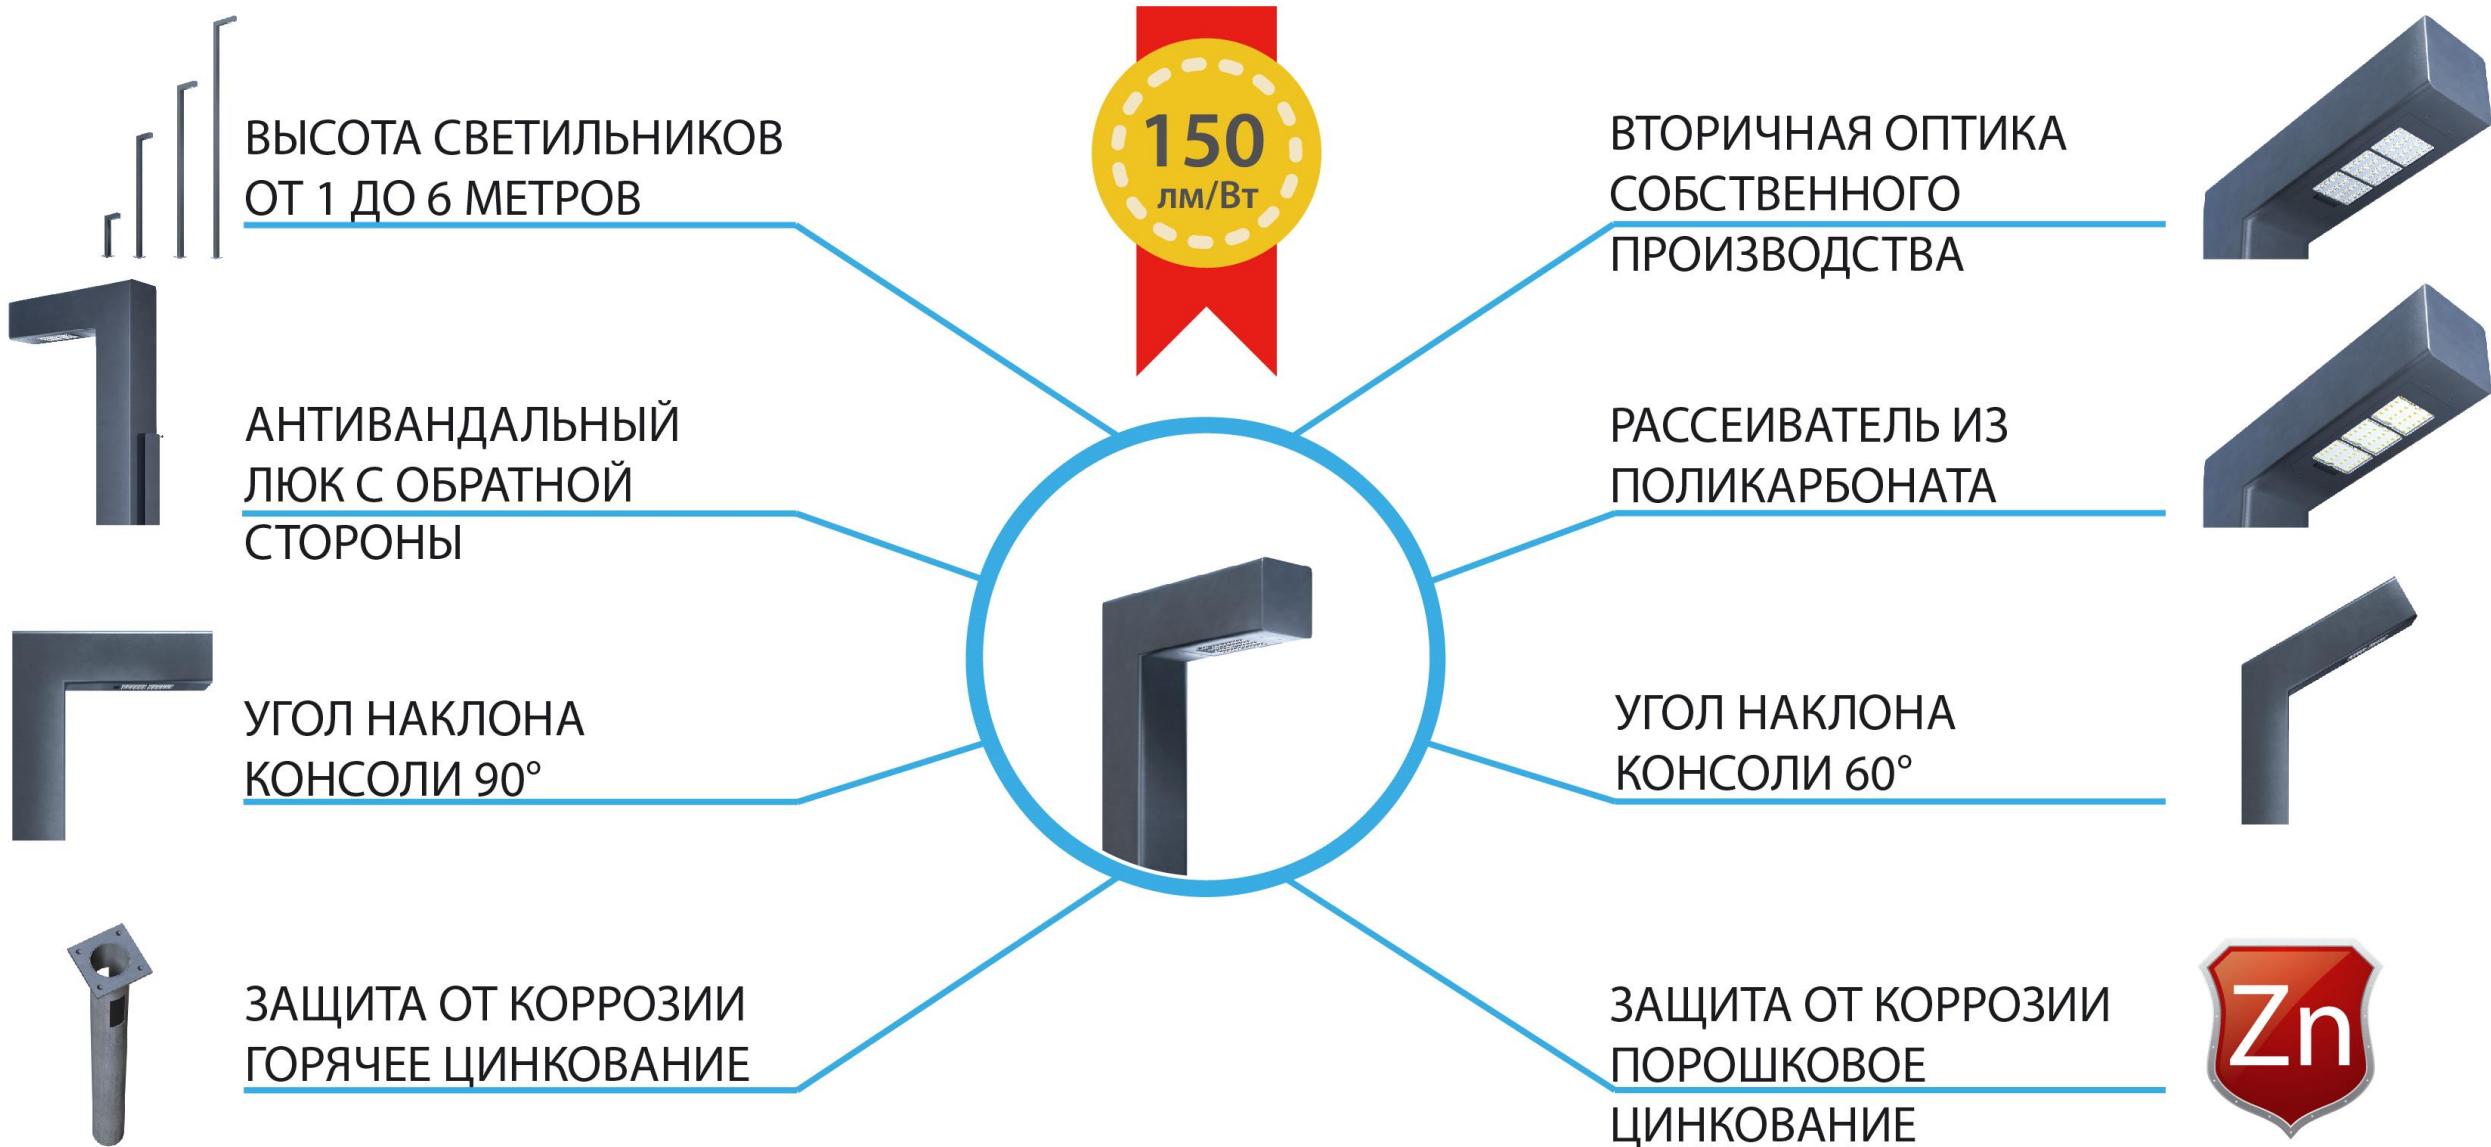 ВЫСОТА СВЕТИЛЬНИКОВ
ОТ 1 ДО 6 МЕТРОВ
АНТИВАНДАЛЬНЫЙ
ЛЮК С ОБРАТНОЙ
СТОРОНЫ
УГОЛ НАКЛОНА
КОНСОЛИ 90°
ЗАЩИТА ОТ КОРРОЗИИ
ГОРЯЧЕЕ ЦИНКОВАНИЕ
150
лм/Вт
ВТОРИЧНАЯ ОПТИКА
СОБСТВЕННОГО
ПРОИЗВОДСТВА
РАССЕИВАТЕЛЬ ИЗ
ПОЛИКАРБОНАТА
УГОЛ НАКЛОНА
КОНСОЛИ 60°
ЗАЩИТА ОТ КОРРОЗИИ
ПОРОШКОВОЕ
ЦИНКОВАНИЕ
Zn